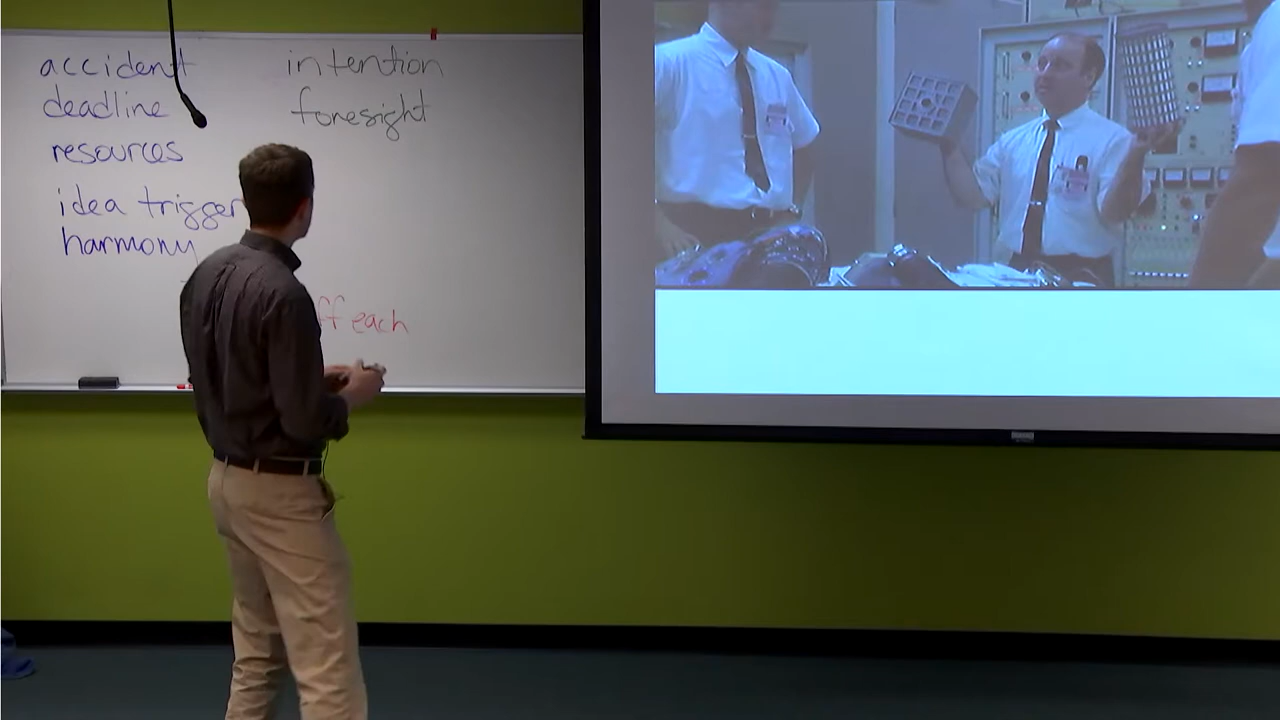 accident
deadline
resources
idea trigger
harmony
intention
foresight
ff each